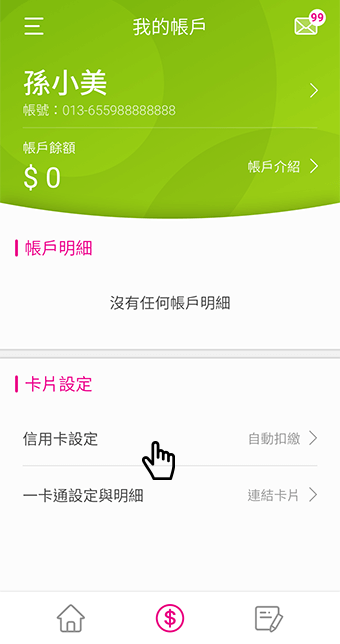 我的帳戶
99
孫小美
帳號：013-655988888888
帳戶餘額
$ 0
帳戶介紹
帳戶明細
沒有任何帳戶明細
卡片設定
信用卡設定
自動扣繳
一卡通設定與明細
連結卡片
$